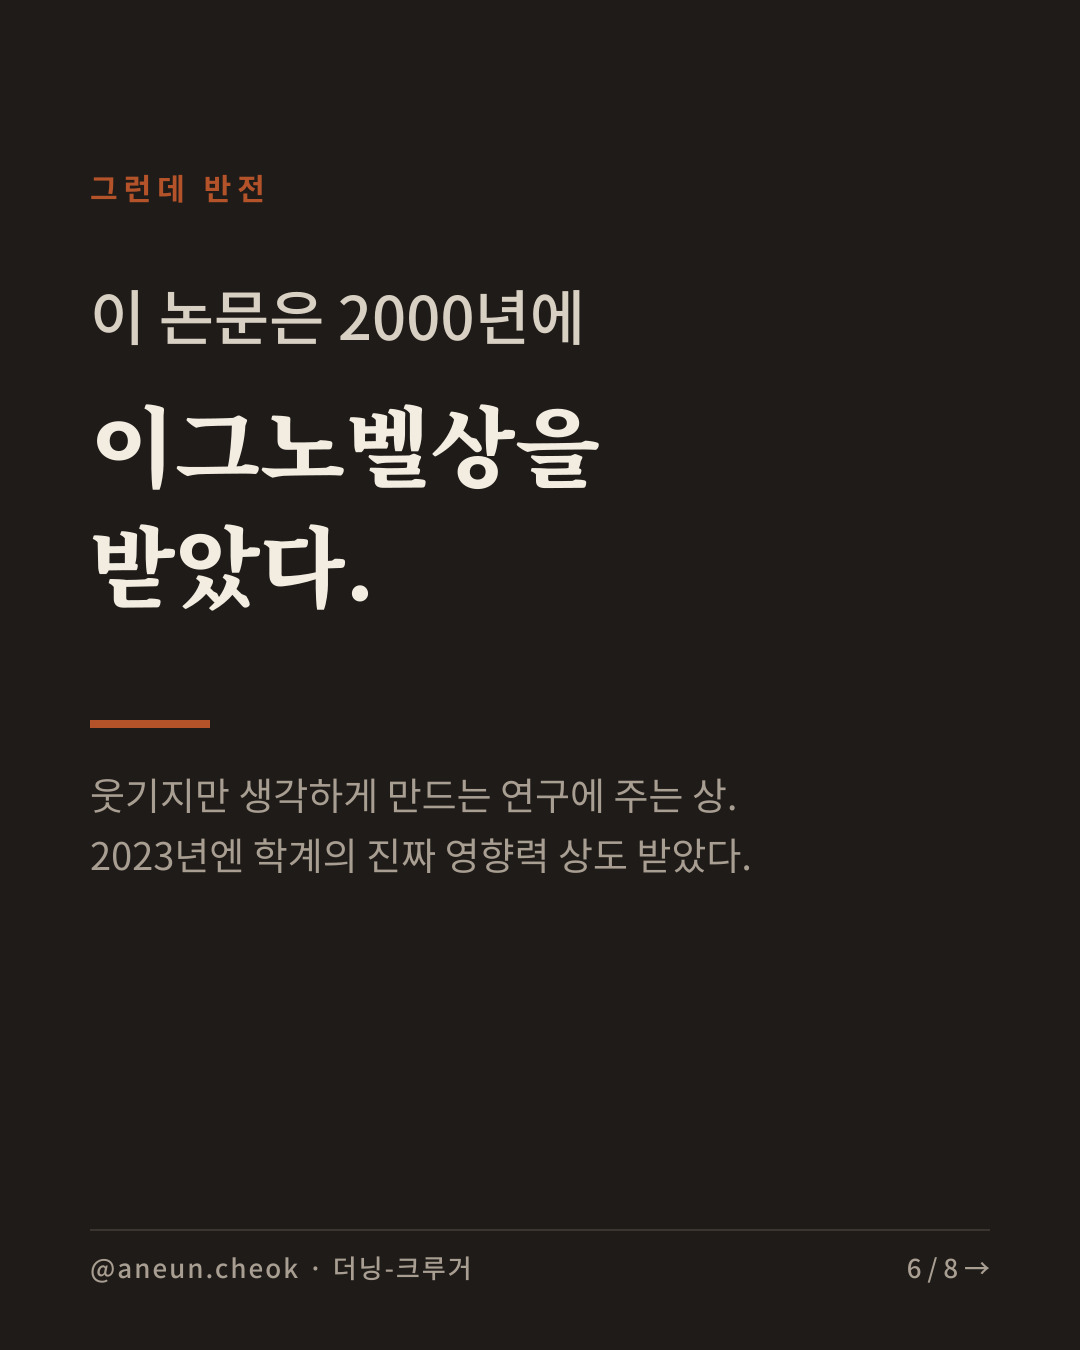 그런데 반전
이 논문은 2000년에
이그노벨상을
받았다.
웃기지만 생각하게 만드는 연구에 주는 상.
2023년엔 학계의 진짜 영향력 상도 받았다.
@aneun.cheok · 더닝-크루거
6 / 8 →